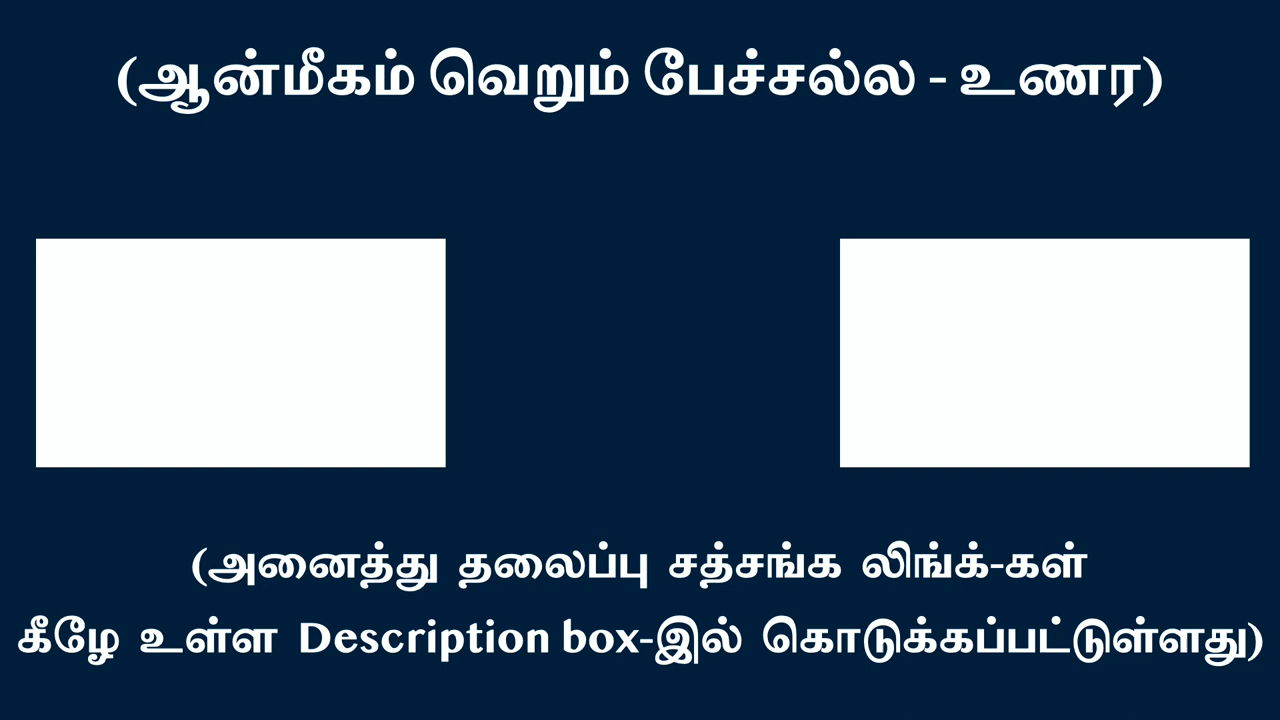 (ஆன்மீகம் வெறும் பேச்சல்ல - உணர)
(அனைத்து தலைப்பு சத்சங்க லிங்க்-கள்
கீழே உள்ள Description box-இல் கொடுக்கப்பட்டுள்ளது)